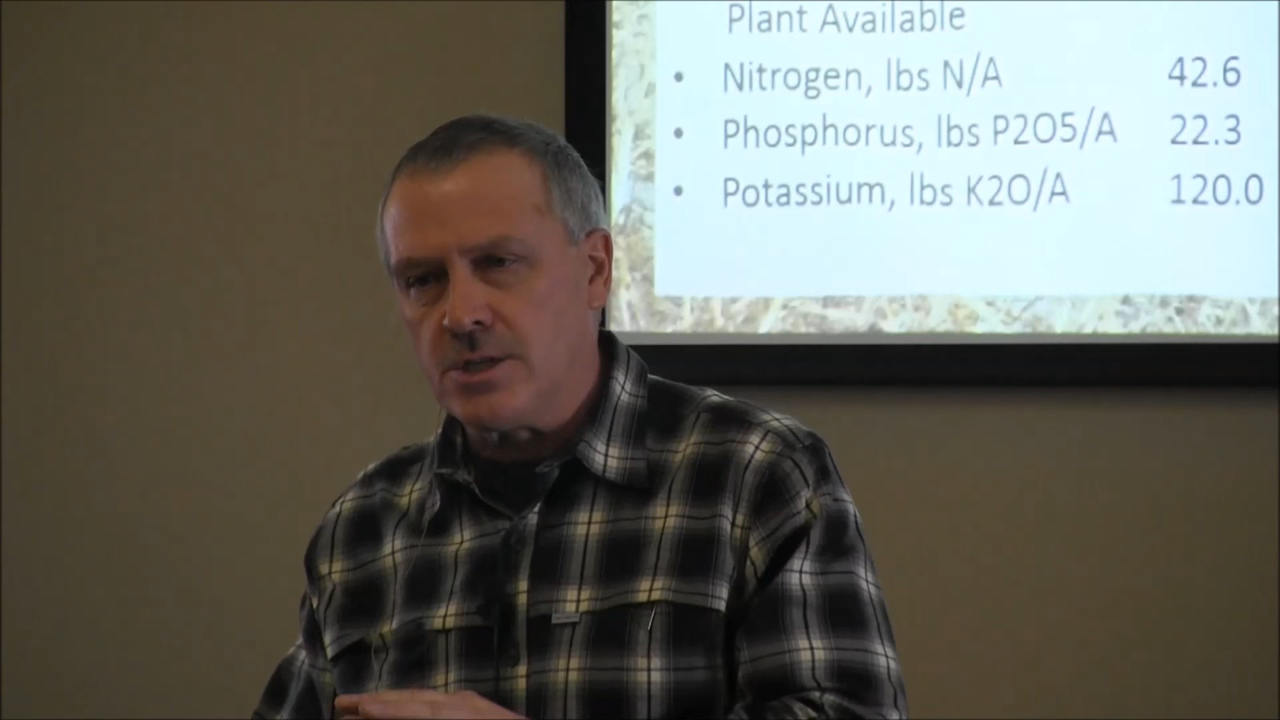 Plant Available
• Nitrogen, lbs N/A 42.6
• Phosphorus, lbs P2O5/A 22.3
• Potassium, lbs K2O/A 120.0